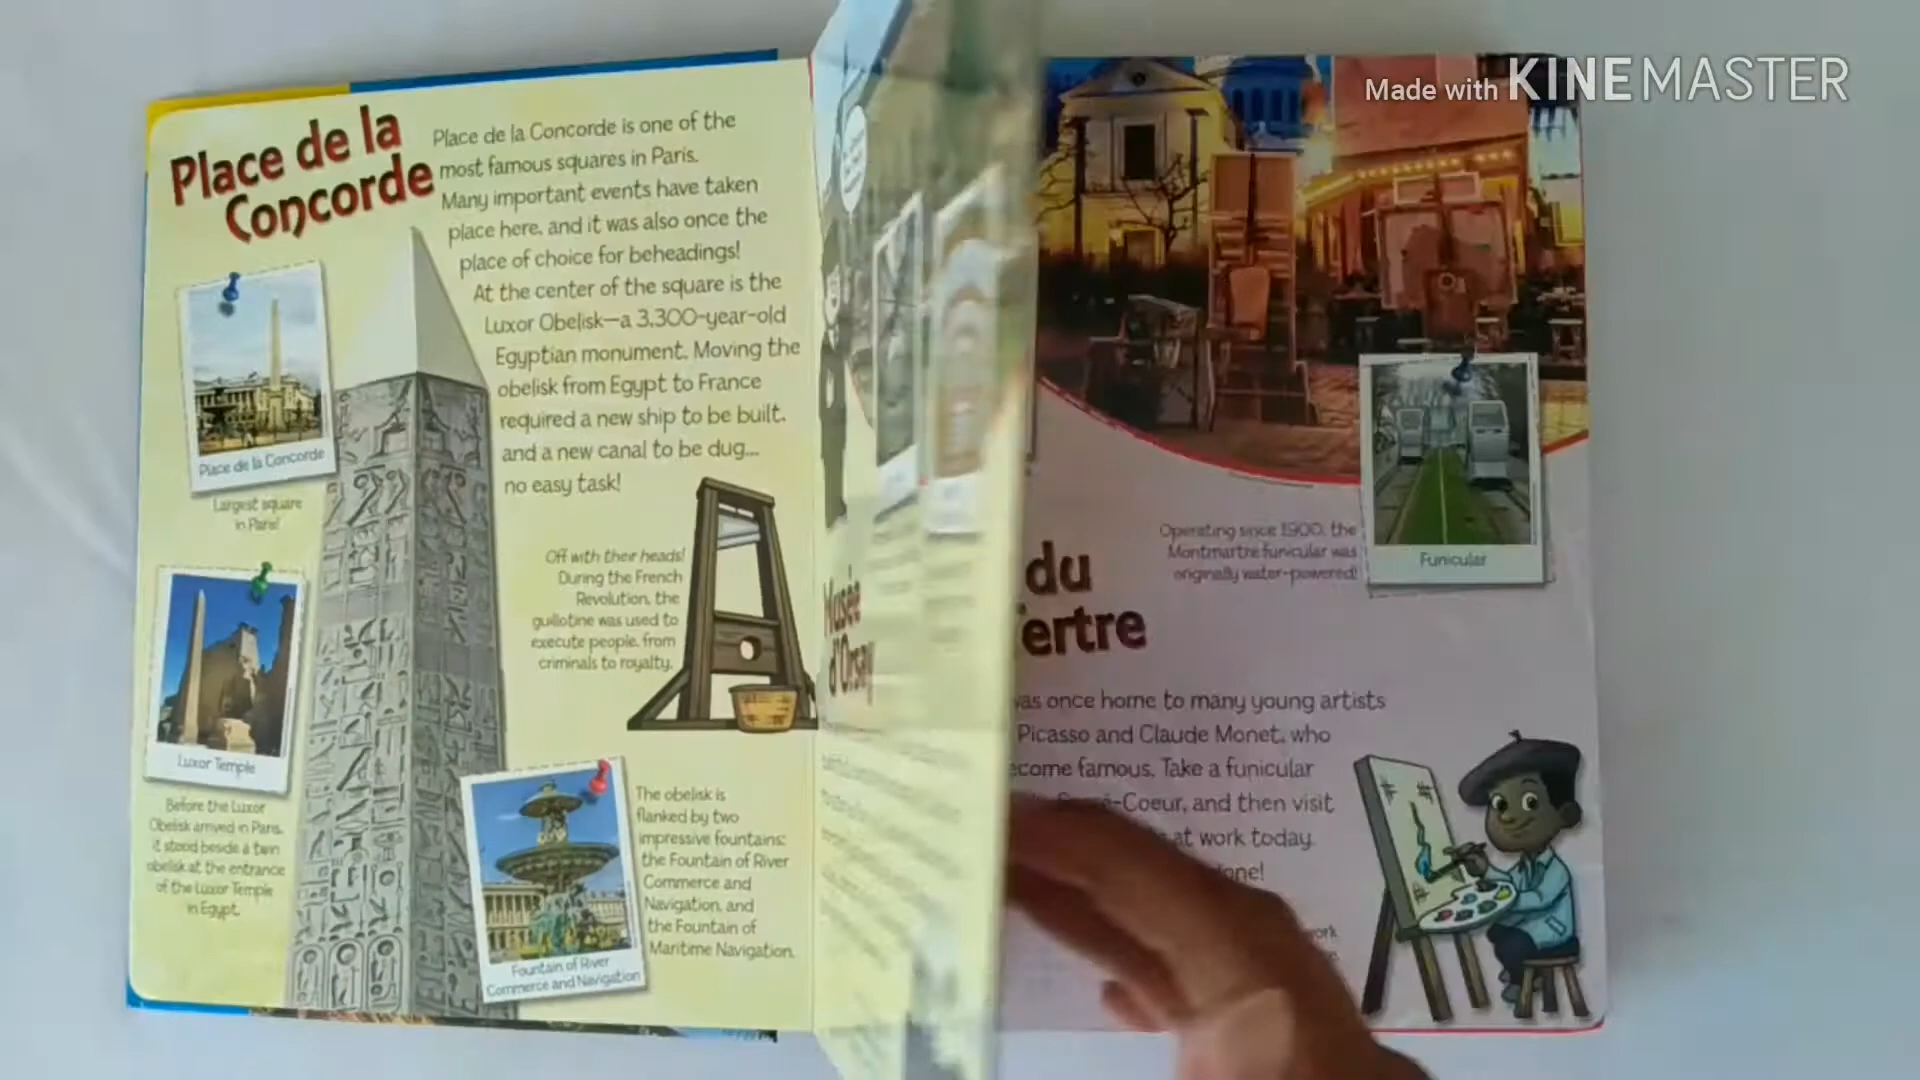 Made with KINEMASTER
Place de la
Concorde
Place de la Concorde is one of the
most famous squares in Paris.
Many important events have taken
place here, and it was also once the
place of choice for beheadings!
At the center of the square is the
Luxor Obelisk—a 3,300-year-old
Egyptian monument. Moving the
obelisk from Egypt to France
required a new ship to be built,
and a new canal to be dug...
no easy task!
Place de la Concorde
Largest square
in Paris!
Off with their heads!
During the French
Revolution, the
guillotine was used to
execute people, from
criminals to royalty.
Luxor Temple
Before the Luxor
Obelisk arrived in Paris,
it stood beside a twin
obelisk at the entrance
of the Luxor Temple
in Egypt.
Fountain of River
Commerce and Navigation
The obelisk is
flanked by two
impressive fountains:
the Fountain of River
Commerce and
Navigation, and
the Fountain of
Maritime Navigation.
Musée
d'Orsay
Operating since 1900, the
Montmartre funicular was
originally water-powered!
Funicular
du
ertre
was once home to many young artists
Picasso and Claude Monet, who
ecome famous. Take a funicular
-Coeur, and then visit
at work today.
one!
ork